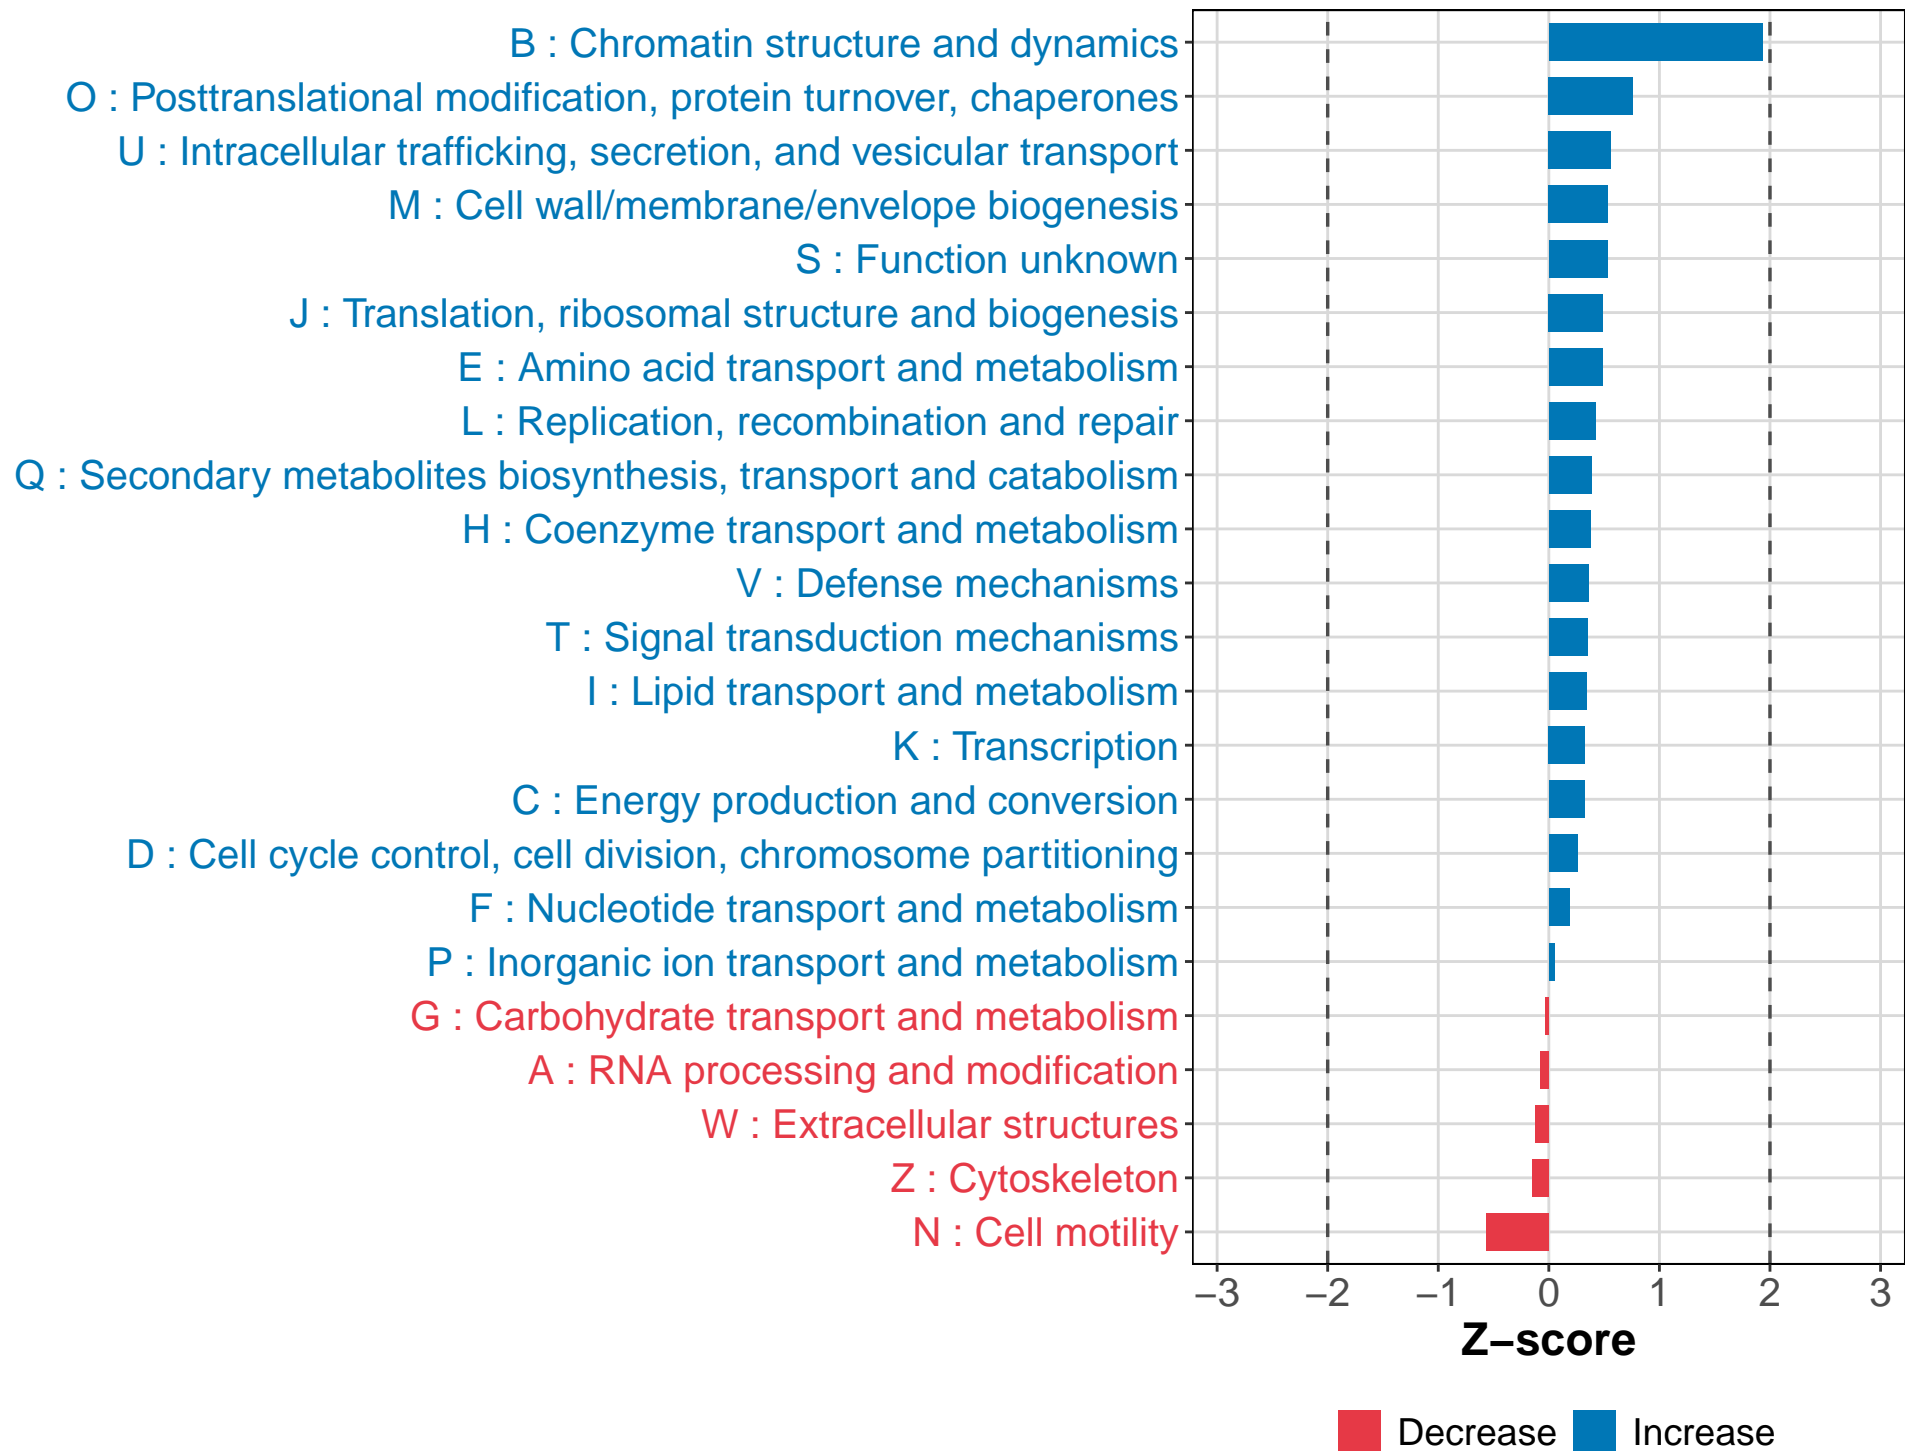 B : Chromatin structure and dynamics
O : Posttranslational modification, protein turnover, chaperones
U : Intracellular trafficking, secretion, and vesicular transport
M : Cell wall/membrane/envelope biogenesis
S : Function unknown
J : Translation, ribosomal structure and biogenesis
E : Amino acid transport and metabolism
L : Replication, recombination and repair
Q : Secondary metabolites biosynthesis, transport and catabolism
H : Coenzyme transport and metabolism
V : Defense mechanisms
T : Signal transduction mechanisms
I : Lipid transport and metabolism
K : Transcription
C : Energy production and conversion
D : Cell cycle control, cell division, chromosome partitioning
F : Nucleotide transport and metabolism
P : Inorganic ion transport and metabolism
G : Carbohydrate transport and metabolism
A : RNA processing and modification
W : Extracellular structures
Z : Cytoskeleton
N : Cell motility
−3 −2 −1 0 1 2 3
Z−score
Decrease Increase